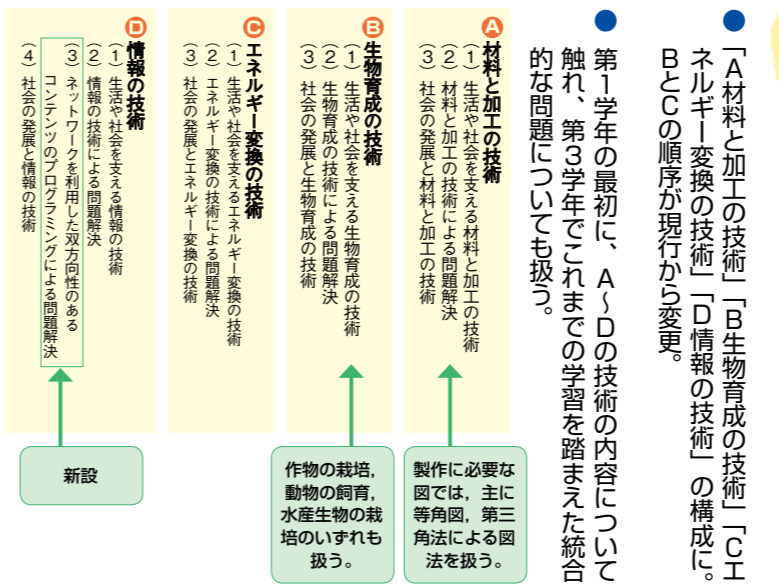 ●「A材料と加工の技術」「B生物育成の技術」「Cエ
ネルギー変換の技術」「D情報の技術」の構成に。
BとCの順序が現行から変更。
●第1学年の最初に、A〜Dの技術の内容について
触れ、第3学年でこれまでの学習を踏まえた統合
的な問題についても扱う。
A材料と加工の技術
(1)生活や社会を支える材料と加工の技術
(2)材料と加工の技術による問題解決
(3)社会の発展と材料と加工の技術
製作に必要な
図では，主に
等角図，第三
角法による図
法を扱う。
B生物育成の技術
(1)生活や社会を支える生物育成の技術
(2)生物育成の技術による問題解決
(3)社会の発展と生物育成の技術
作物の栽培，
動物の飼育，
水産生物の栽
培のいずれも
扱う。
Cエネルギー変換の技術
(1)生活や社会を支えるエネルギー変換の技術
(2)エネルギー変換の技術による問題解決
(3)社会の発展とエネルギー変換の技術
D情報の技術
(1)生活や社会を支える情報の技術
(2)情報の技術による問題解決
(3)ネットワークを利用した双方向性のある
コンテンツのプログラミングによる問題解決
(4)社会の発展と情報の技術
新設